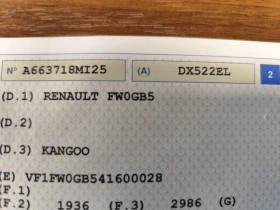 N° A663718MI25 (A) DX522EL 2
(D.1) RENAULT FW0GB5
(D.2)
(D.3) KANGOO
(E) VF1FW0GB541600028
(F.1)
(F.2) 1936 (F.3) 2986 (G)